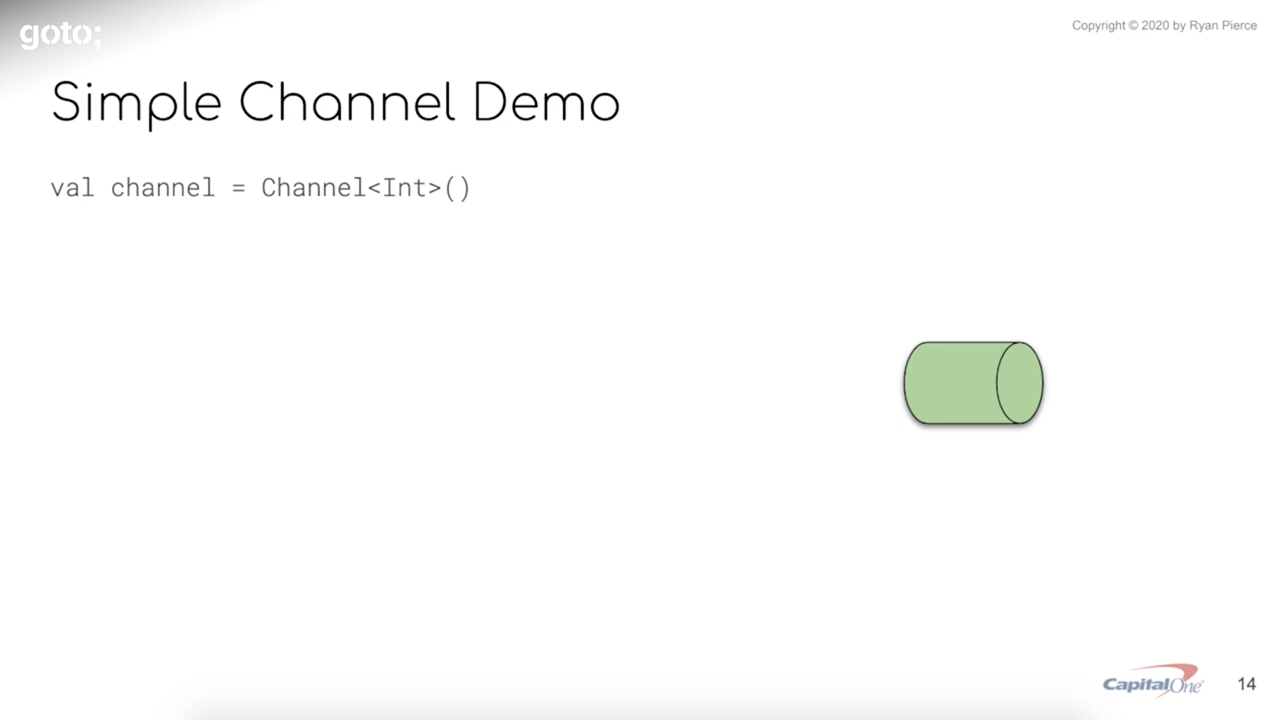 goto;
Copyright © 2020 by Ryan Pierce
Simple Channel Demo
val channel = Channel<Int>()
CapitalOne
14